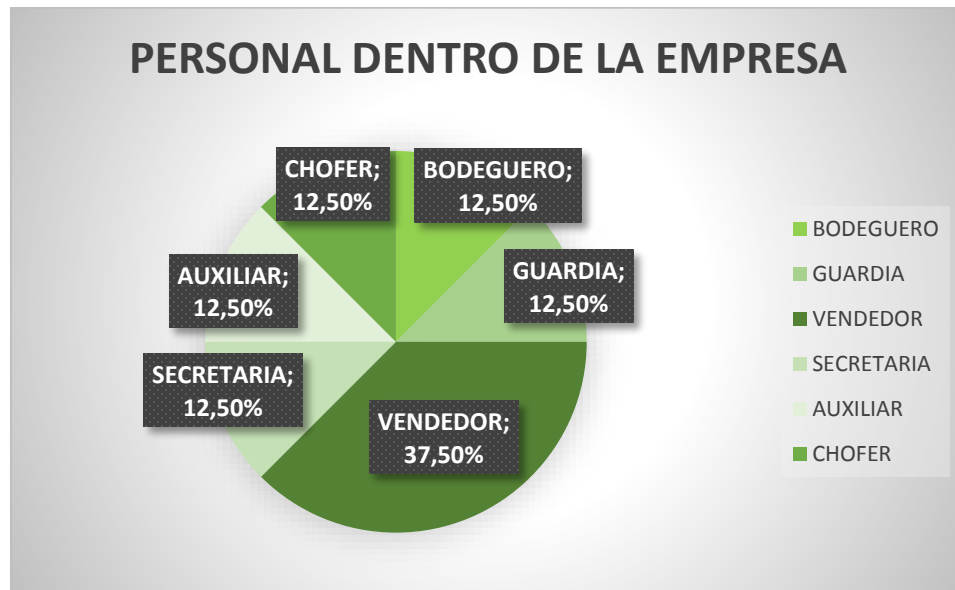 PERSONAL DENTRO DE LA EMPRESA
CHOFER;
12,50%
BODEGUERO;
12,50%
GUARDIA;
12,50%
AUXILIAR;
12,50%
SECRETARIA;
12,50%
VENDEDOR;
37,50%
BODEGUERO
GUARDIA
VENDEDOR
SECRETARIA
AUXILIAR
CHOFER